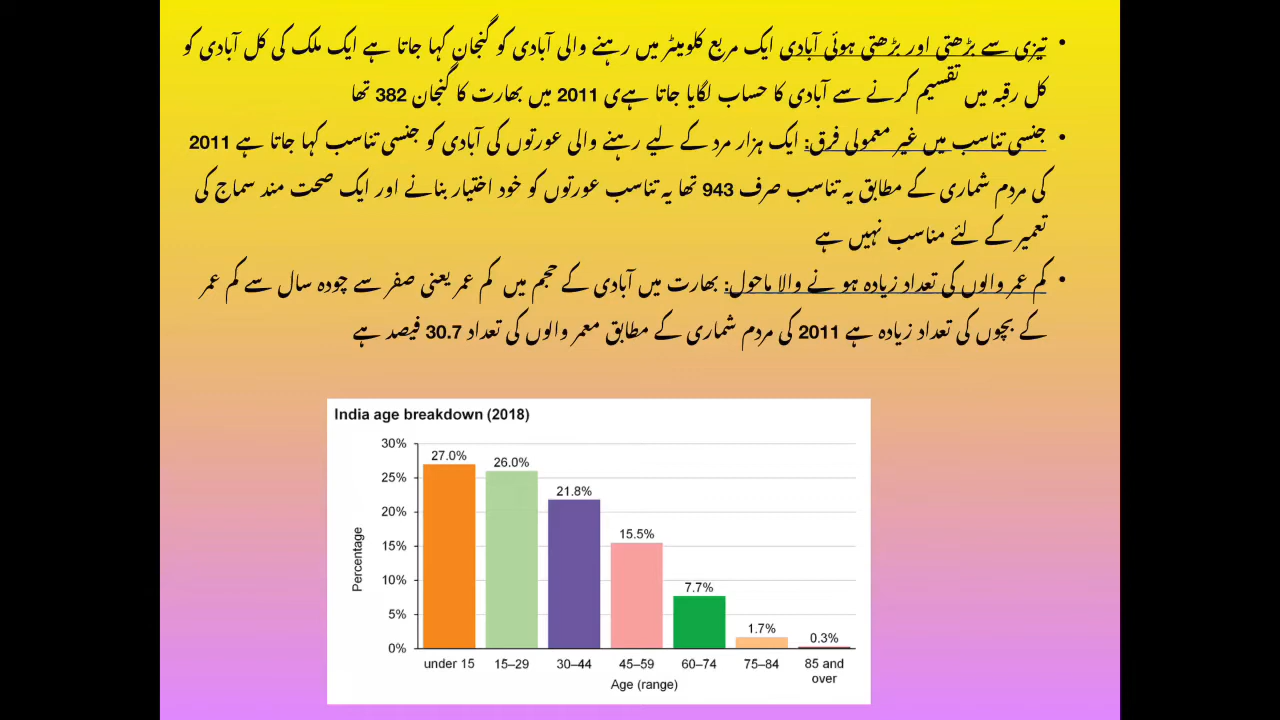 • تیزی سے بڑھتی اور بڑھتی ہوئی آبادی ایک مربع کلومیٹر میں رہنے والی آبادی کو گنجان کہا جاتا ہے ایک ملک کی کل آبادی کو
کل رقبہ میں تقسیم کرنے سے آبادی کا حساب لگایا جاتا ہےی 2011 میں بھارت کا گنجان 382 تھا
• جنسی تناسب میں غیر معمولی فرق: ایک ہزار مرد کے لیے رہنے والی عورتوں کی آبادی کو جنسی تناسب کہا جاتا ہے 2011
کی مردم شماری کے مطابق یہ تناسب صرف 943 تھا یہ تناسب عورتوں کو خود اختیار بنانے اور ایک صحت مند سماج کی
تعمیر کے لئے مناسب نہیں ہے
• کم عمر والوں کی تعداد زیادہ ہو نے والا ماحول: بھارت میں آبادی کے حجم میں کم عمر یعنی صفر سے چودہ سال سے کم عمر
کے بچوں کی تعداد زیادہ ہے 2011 کی مردم شماری کے مطابق معمر والوں کی تعداد 30.7 فیصد ہے
India age breakdown (2018)
30%
25%
20%
15%
10%
5%
0%
Percentage
27.0%
26.0%
21.8%
15.5%
7.7%
1.7%
0.3%
under 15
15–29
30–44
45–59
60–74
75–84
85 and
over
Age (range)